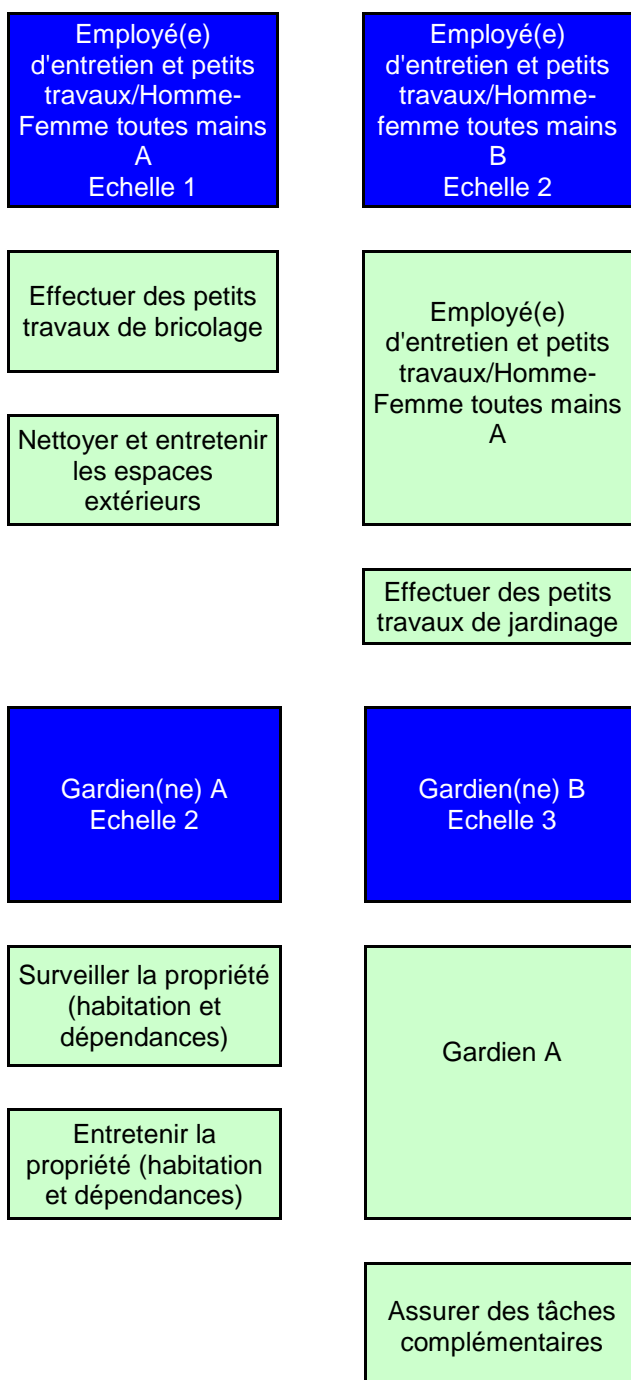 Employé(e)
d'entretien et petits
travaux/Homme-
Femme toutes mains
A
Echelle 1
Employé(e)
d'entretien et petits
travaux/Homme-
femme toutes mains
B
Echelle 2
Effectuer des petits
travaux de bricolage
Nettoyer et entretenir
les espaces
extérieurs
Employé(e)
d'entretien et petits
travaux/Homme-
Femme toutes mains
A
Effectuer des petits
travaux de jardinage
Gardien(ne) A
Echelle 2
Gardien(ne) B
Echelle 3
Surveiller la propriété
(habitation et
dépendances)
Entretenir la
propriété (habitation
et dépendances)
Gardien A
Assurer des tâches
complémentaires